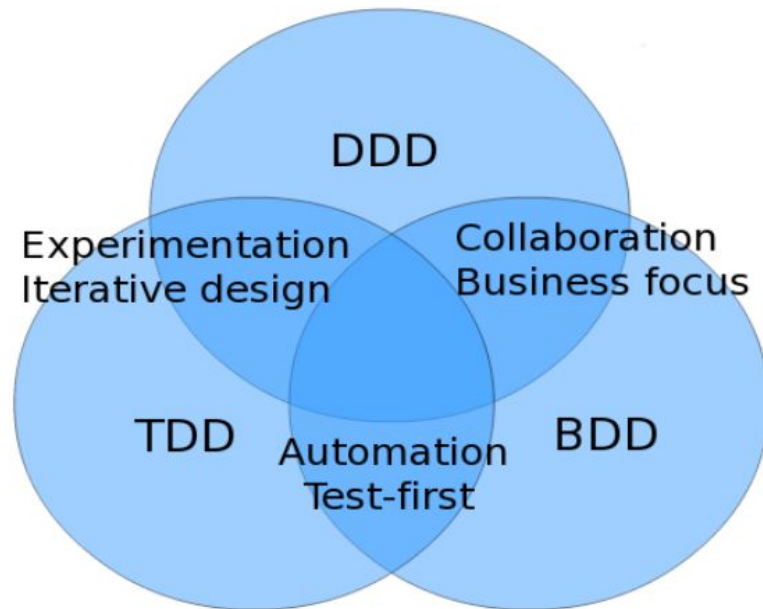 DDD
Experimentation
Iterative design
Collaboration
Business focus
TDD
BDD
Automation
Test-first